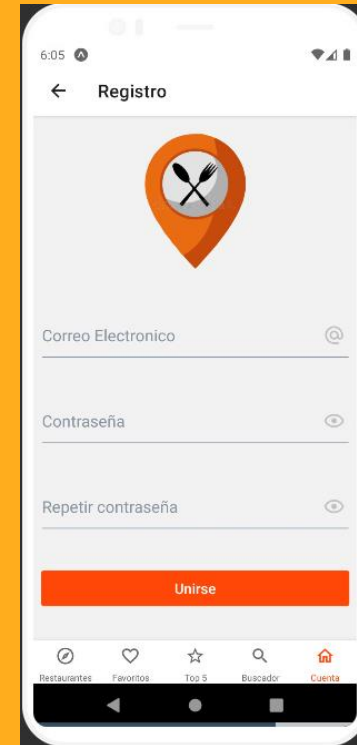 6:05
Registro
Correo Electronico
Contraseña
Repetir contraseña
Unirse
Restaurantes Favoritos Top 5 Buscador Cuenta